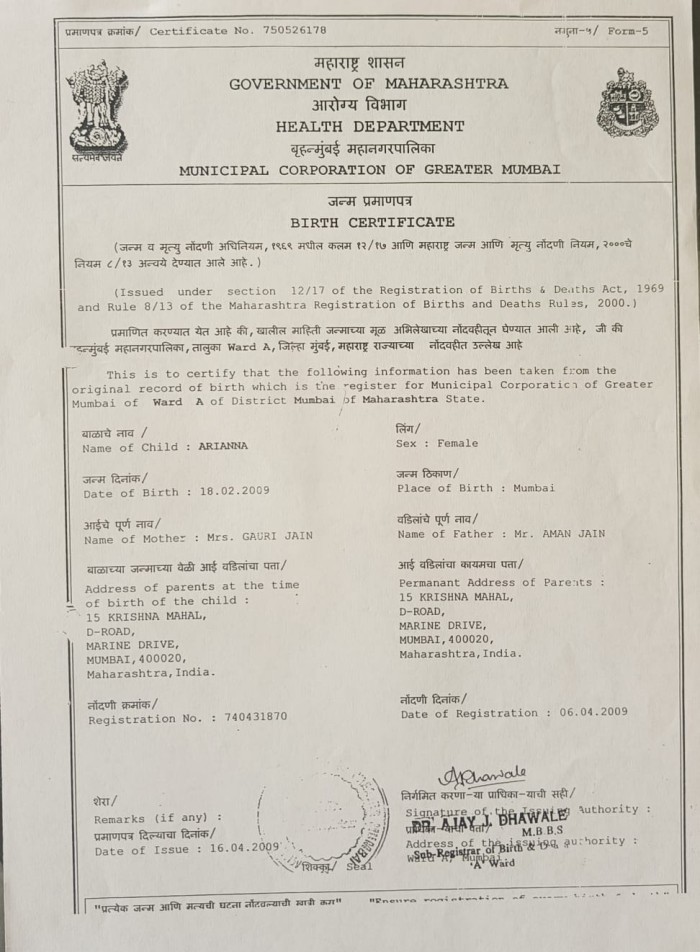 प्रमाणपत्र क्रमांक/ Certificate No. 750526178
नमुना-५/ Form-5
महाराष्ट्र शासन
GOVERNMENT OF MAHARASHTRA
आरोग्य विभाग
HEALTH DEPARTMENT
बृहन्मुंबई महानगरपालिका
MUNICIPAL CORPORATION OF GREATER MUMBAI
सत्यमेव जयते
जन्म प्रमाणपत्र
BIRTH CERTIFICATE
(जन्म व मृत्यु नोंदणी अधिनियम, १९६९ मधील कलम १२/१७ आणि महाराष्ट्र जन्म आणि मृत्यु नोंदणी नियम, २०००चे
नियम ८/१३ अन्वये देण्यात आले आहे.)
(Issued under section 12/17 of the Registration of Births & Deaths Act, 1969
and Rule 8/13 of the Maharashtra Registration of Births and Deaths Rules, 2000.)
प्रमाणित करण्यात येत आहे की, खालील माहिती जन्माच्या मूळ अभिलेखाच्या नोंदवहीतून घेण्यात आली आहे, जी की
बृहन्मुंबई महानगरपालिका, तालुका Ward A, जिल्हा मुंबई, महाराष्ट्र राज्याच्या नोंदवहीत उल्लेख आहे
This is to certify that the following information has been taken from the
original record of birth which is the register for Municipal Corporation of Greater
Mumbai of Ward A of District Mumbai of Maharashtra State.
बाळाचे नाव /
Name of Child : ARIANNA
लिंग/
Sex : Female
जन्म दिनांक/
Date of Birth : 18.02.2009
जन्म ठिकाण/
Place of Birth : Mumbai
आईचे पूर्ण नाव/
Name of Mother : Mrs. GAURI JAIN
वडिलांचे पूर्ण नाव/
Name of Father : Mr. AMAN JAIN
बाळाच्या जन्माच्या वेळी आई वडिलांचा पत्ता/
Address of parents at the time
of birth of the child :
15 KRISHNA MAHAL,
D-ROAD,
MARINE DRIVE,
MUMBAI, 400020,
Maharashtra, India.
आई वडिलांचा कायमचा पत्ता/
Permanant Address of Parents :
15 KRISHNA MAHAL,
D-ROAD,
MARINE DRIVE,
MUMBAI, 400020,
Maharashtra, India.
नोंदणी क्रमांक/
Registration No. : 740431870
नोंदणी दिनांक/
Date of Registration : 06.04.2009
शेरा/
Remarks (if any) :
प्रमाणपत्र दिल्याचा दिनांक/
Date of Issue : 16.04.2009
शिक्का/ Seal
MUMBAI
निर्गमित करणा-या प्राधिका-याची सही/
Signature of the Issuing Authority :
DR. AJAY J. DHAWALE
M.B.B.S
Address of the issuing authority :
Sub-Registrar of Birth &
Ward A, Mumbai
'A' Ward
"प्रत्येक जन्म आणि मृत्यूची घटना नोंदवल्याची खात्री करा"